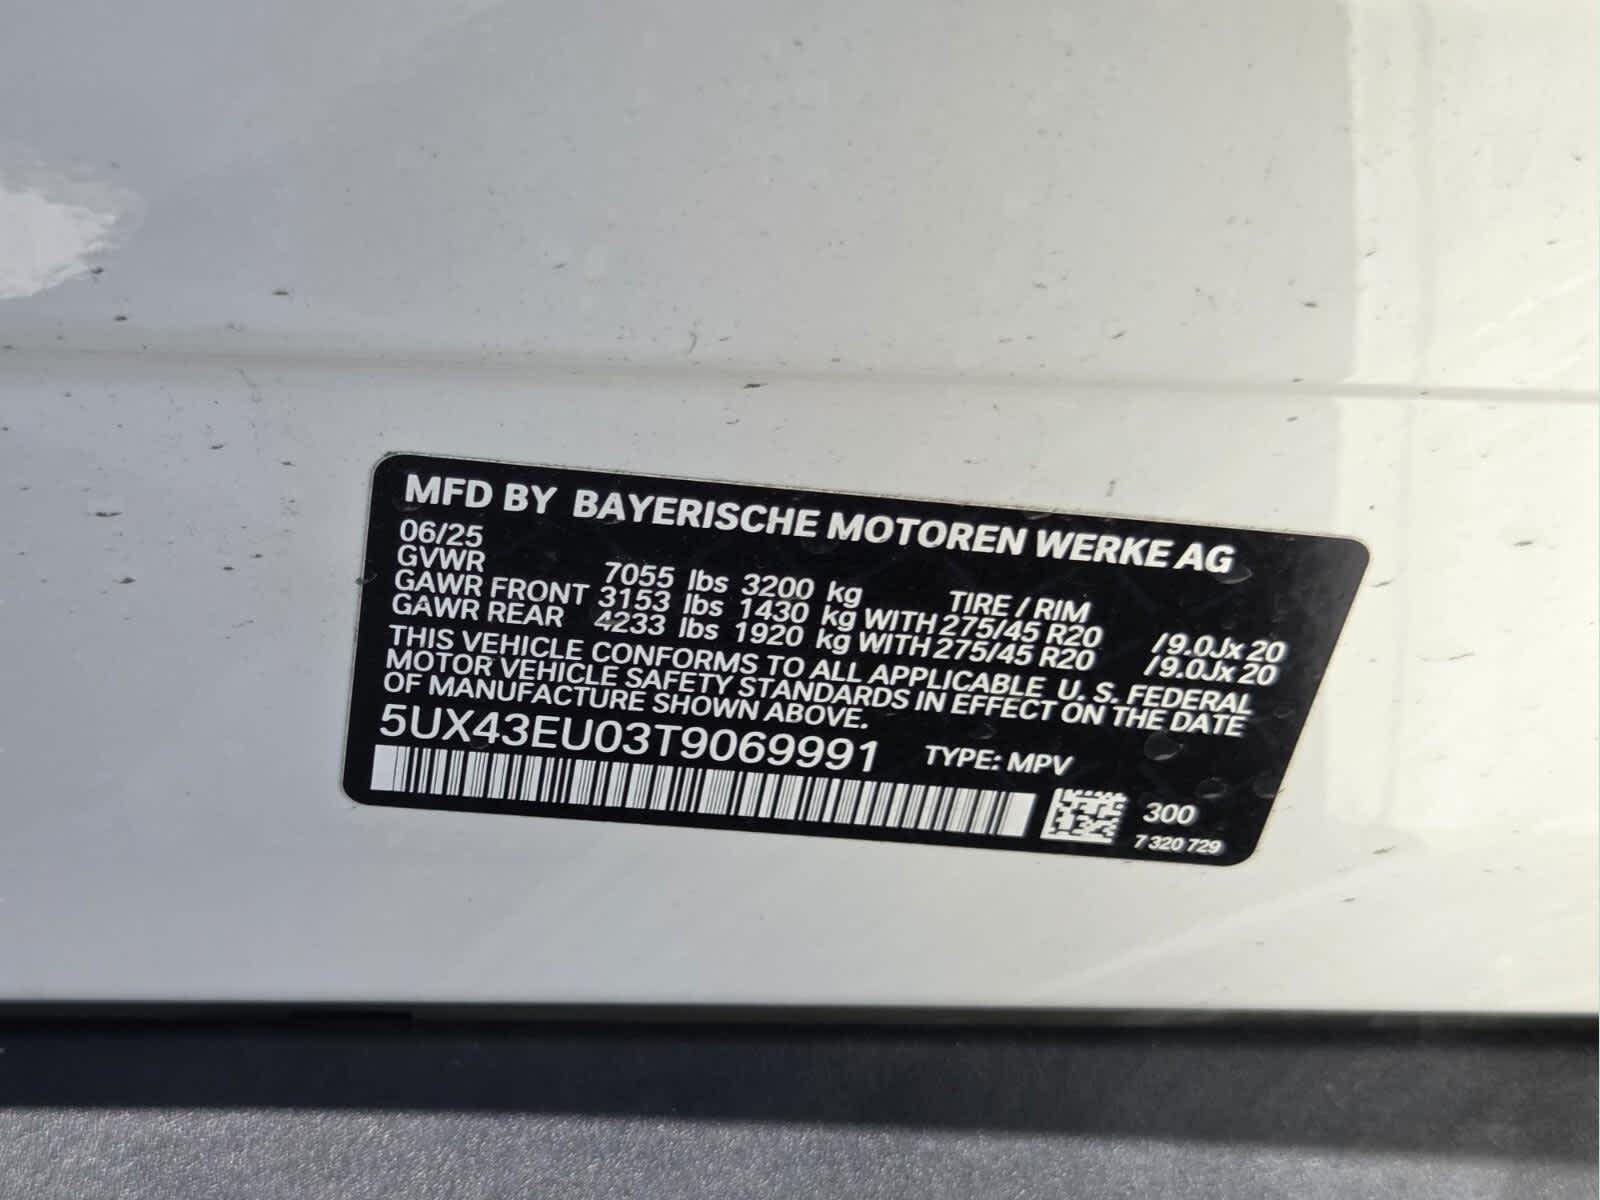 MFD BY BAYERISCHE MOTOREN WERKE AG
06/25
GVWR 7055 lbs 3200 kg TIRE / RIM
GAWR FRONT 3153 lbs 1430 kg WITH 275/45 R20 /9.0Jx 20
GAWR REAR 4233 lbs 1920 kg WITH 275/45 R20 /9.0Jx 20
THIS VEHICLE CONFORMS TO ALL APPLICABLE U. S. FEDERAL
MOTOR VEHICLE SAFETY STANDARDS IN EFFECT ON THE DATE
OF MANUFACTURE SHOWN ABOVE.
5UX43EU03T9069991 TYPE: MPV
300
7 320 729